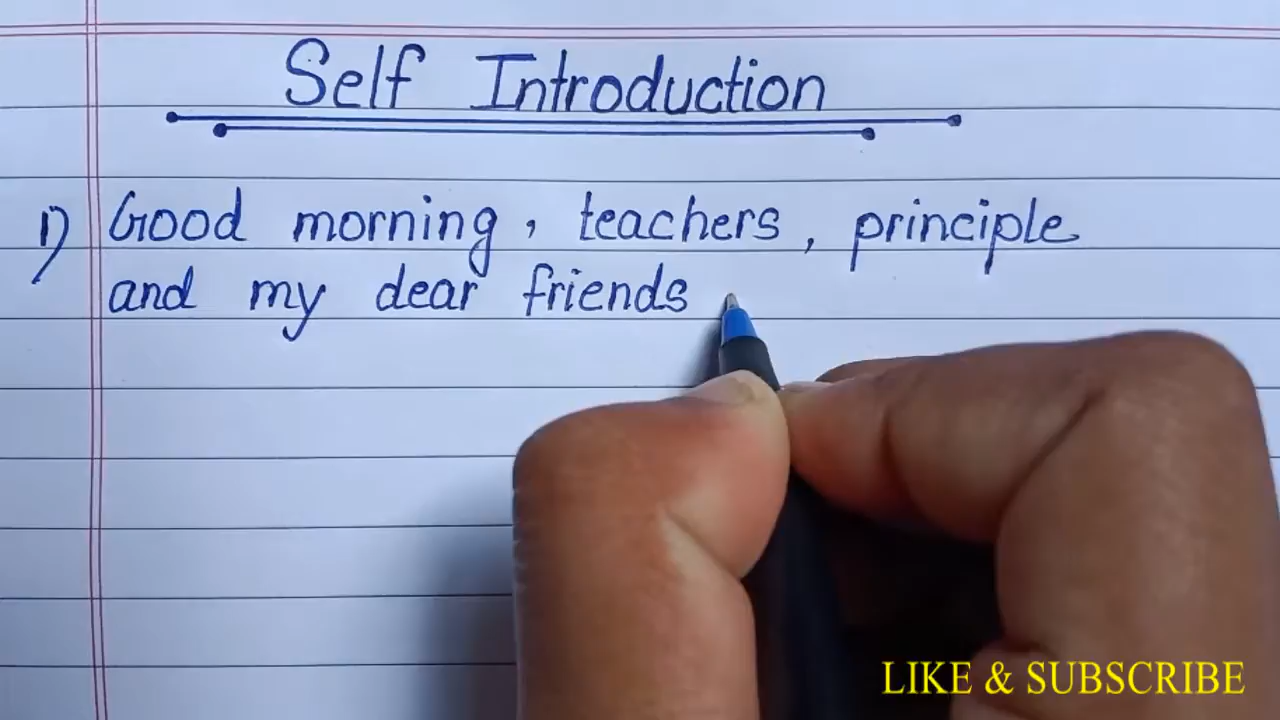 Self Introduction
1) Good morning, teachers, principle
and my dear friends
LIKE & SUBSCRIBE